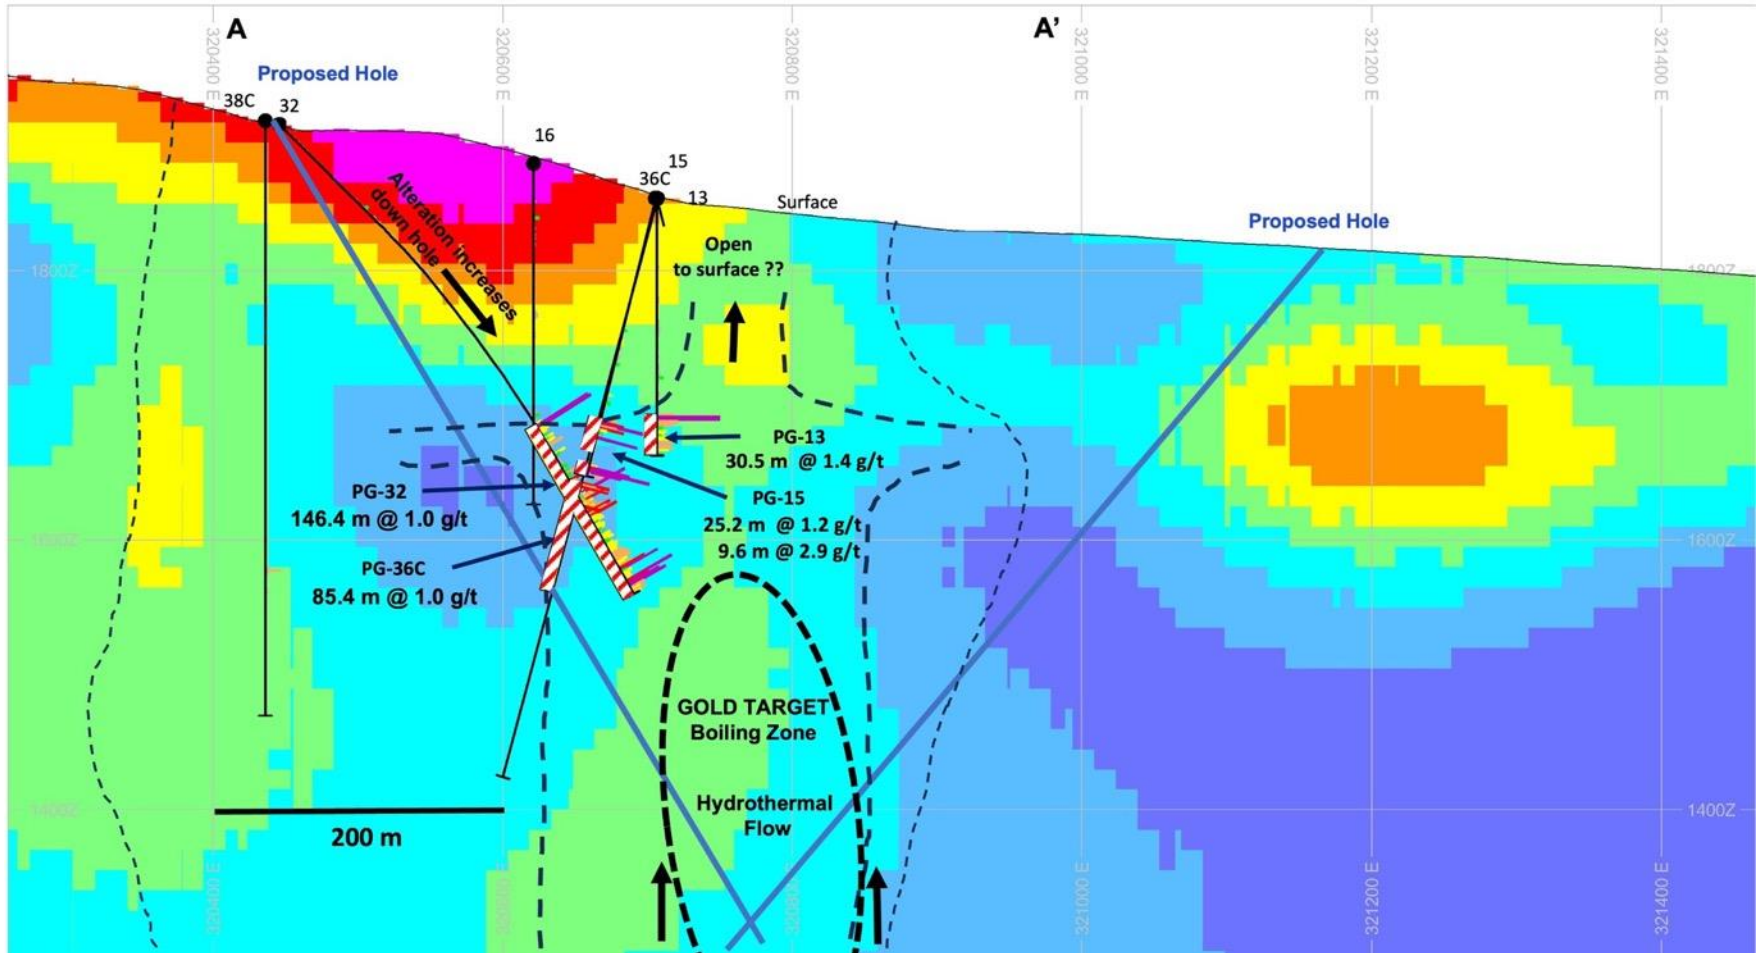 A
A’
320400 E
320600 E
320800 E
321000 E
321200 E
321400 E
Proposed Hole
38C
32
16
15
36C
13
Surface
Proposed Hole
Alteration increases
down hole
Open
to surface ??
1800Z
1800Z
PG-13
30.5 m @ 1.4 g/t
PG-32
146.4 m @ 1.0 g/t
PG-15
25.2 m @ 1.2 g/t
9.6 m @ 2.9 g/t
1600Z
1600Z
PG-36C
85.4 m @ 1.0 g/t
GOLD TARGET
Boiling Zone
Hydrothermal
Flow
1400Z
1400Z
200 m
320400 E
321000 E
321200 E
321400 E